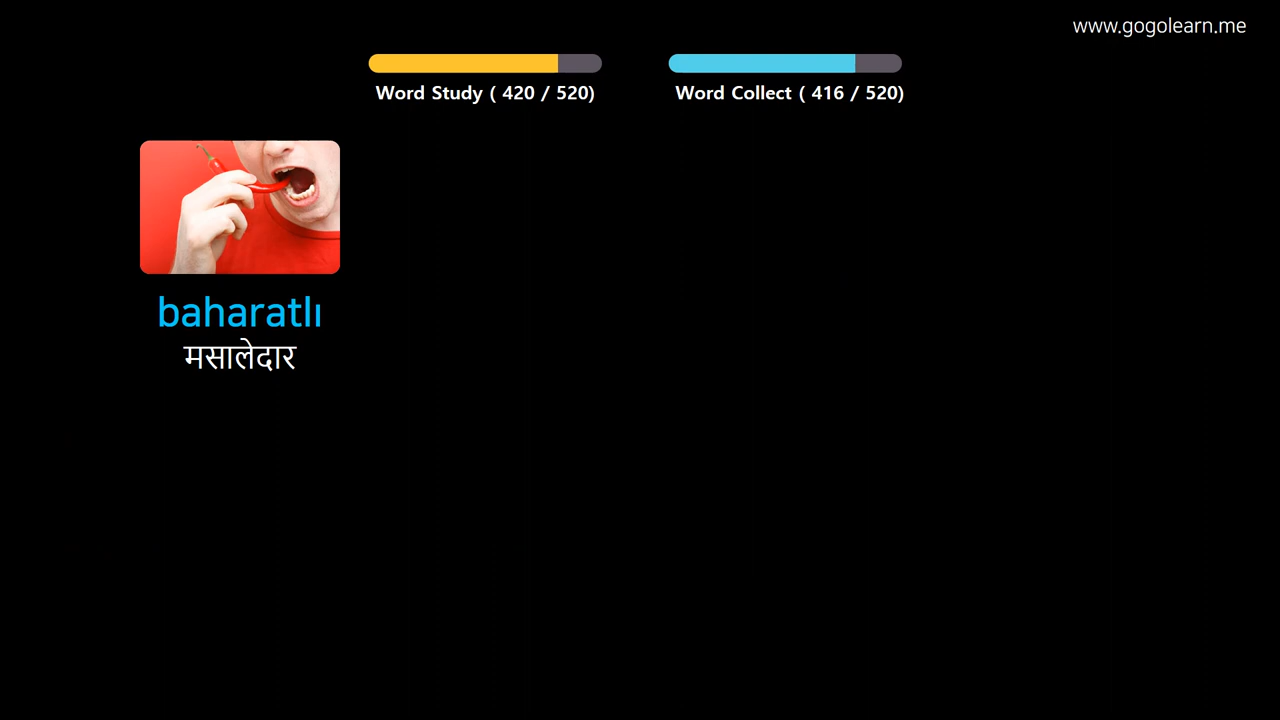 www.gogolearn.me
Word Study ( 420 / 520)
Word Collect ( 416 / 520)
baharatlı
मसालेदार